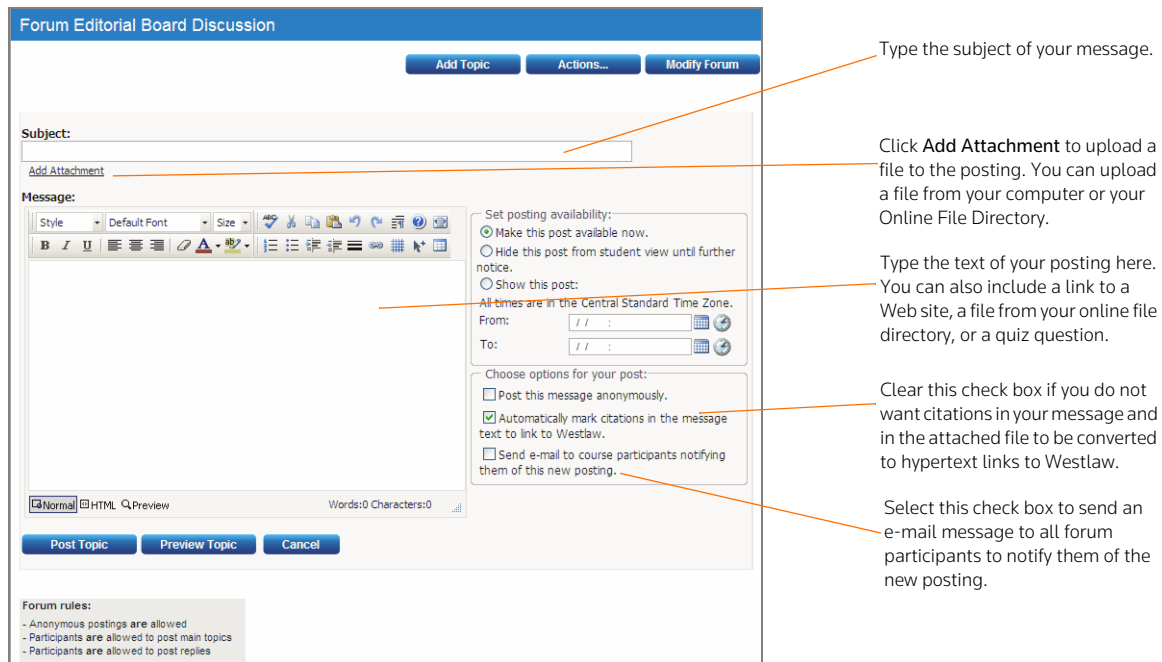 Forum Editorial Board Discussion
Add Topic
Actions...
Modify Forum
Subject:
Add Attachment
Message:
Style
Default Font
Size
ABC
B I U
A
ab
Normal
HTML
Preview
Words:0 Characters:0
Set posting availability:
Make this post available now.
Hide this post from student view until further
notice.
Show this post:
All times are in the Central Standard Time Zone.
From:
/ / :
To:
/ / :
Choose options for your post:
Post this message anonymously.
Automatically mark citations in the message
text to link to Westlaw.
Send e-mail to course participants notifying
them of this new posting.
Post Topic
Preview Topic
Cancel
Forum rules:
- Anonymous postings are allowed
- Participants are allowed to post main topics
- Participants are allowed to post replies
Type the subject of your message.
Click Add Attachment to upload a
file to the posting. You can upload
a file from your computer or your
Online File Directory.
Type the text of your posting here.
You can also include a link to a
Web site, a file from your online file
directory, or a quiz question.
Clear this check box if you do not
want citations in your message and
in the attached file to be converted
to hypertext links to Westlaw.
Select this check box to send an
e-mail message to all forum
participants to notify them of the
new posting.